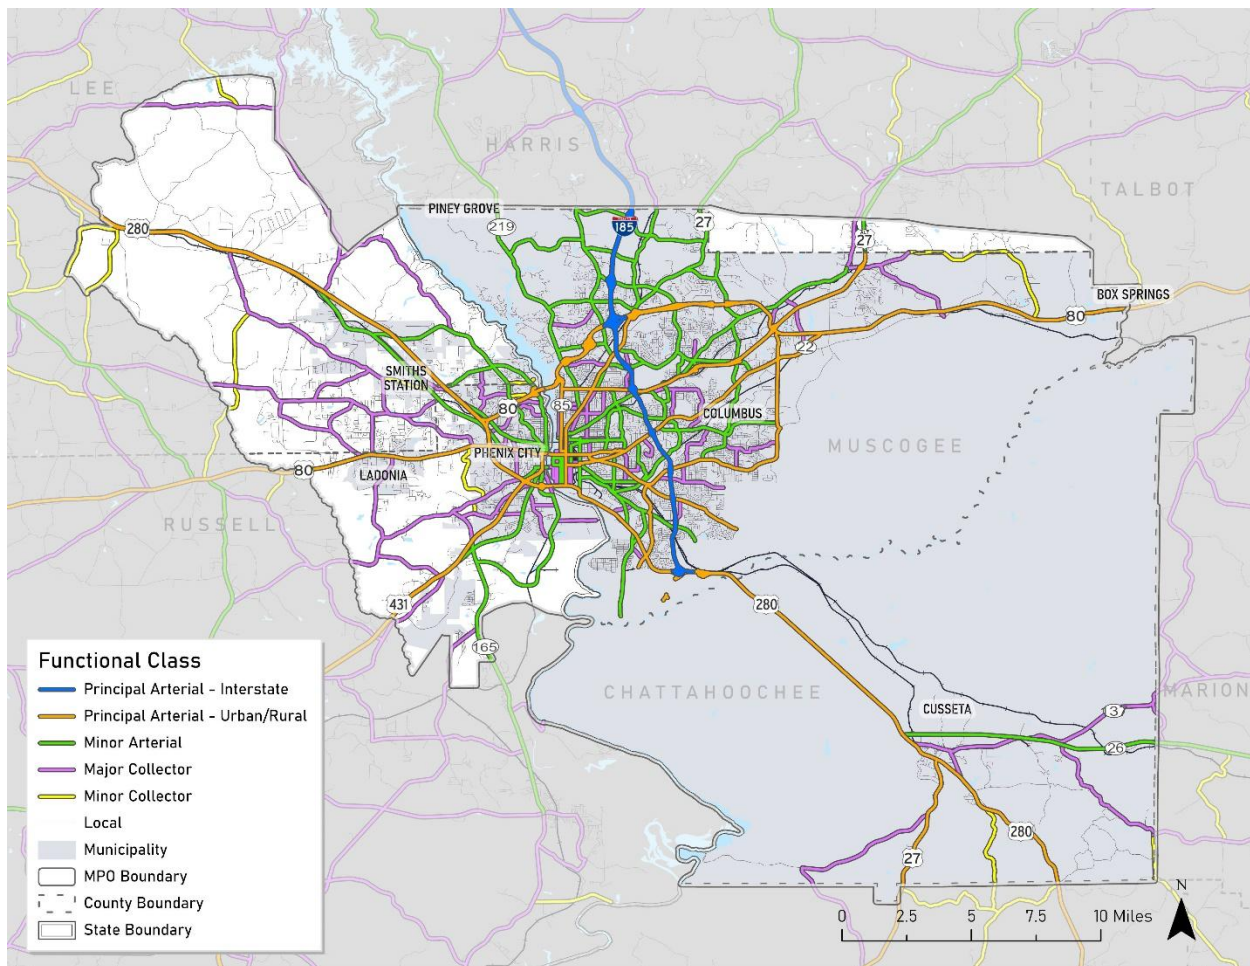 LEE
HARRIS
TALBOT
PINEY GROVE
219
185
27
280
27
BOX SPRINGS
80
22
SMITHS
STATION
80
85
COLUMBUS
MUSCOGEE
PHENIX CITY
80
LADONIA
RUSSELL
431
280
165
CHATTAHOOCHEE
MARION
CUSSETA
26
280
27
Functional Class
Principal Arterial - Interstate
Principal Arterial - Urban/Rural
Minor Arterial
Major Collector
Minor Collector
Local
Municipality
MPO Boundary
County Boundary
State Boundary
0 2.5 5 7.5 10 Miles
N